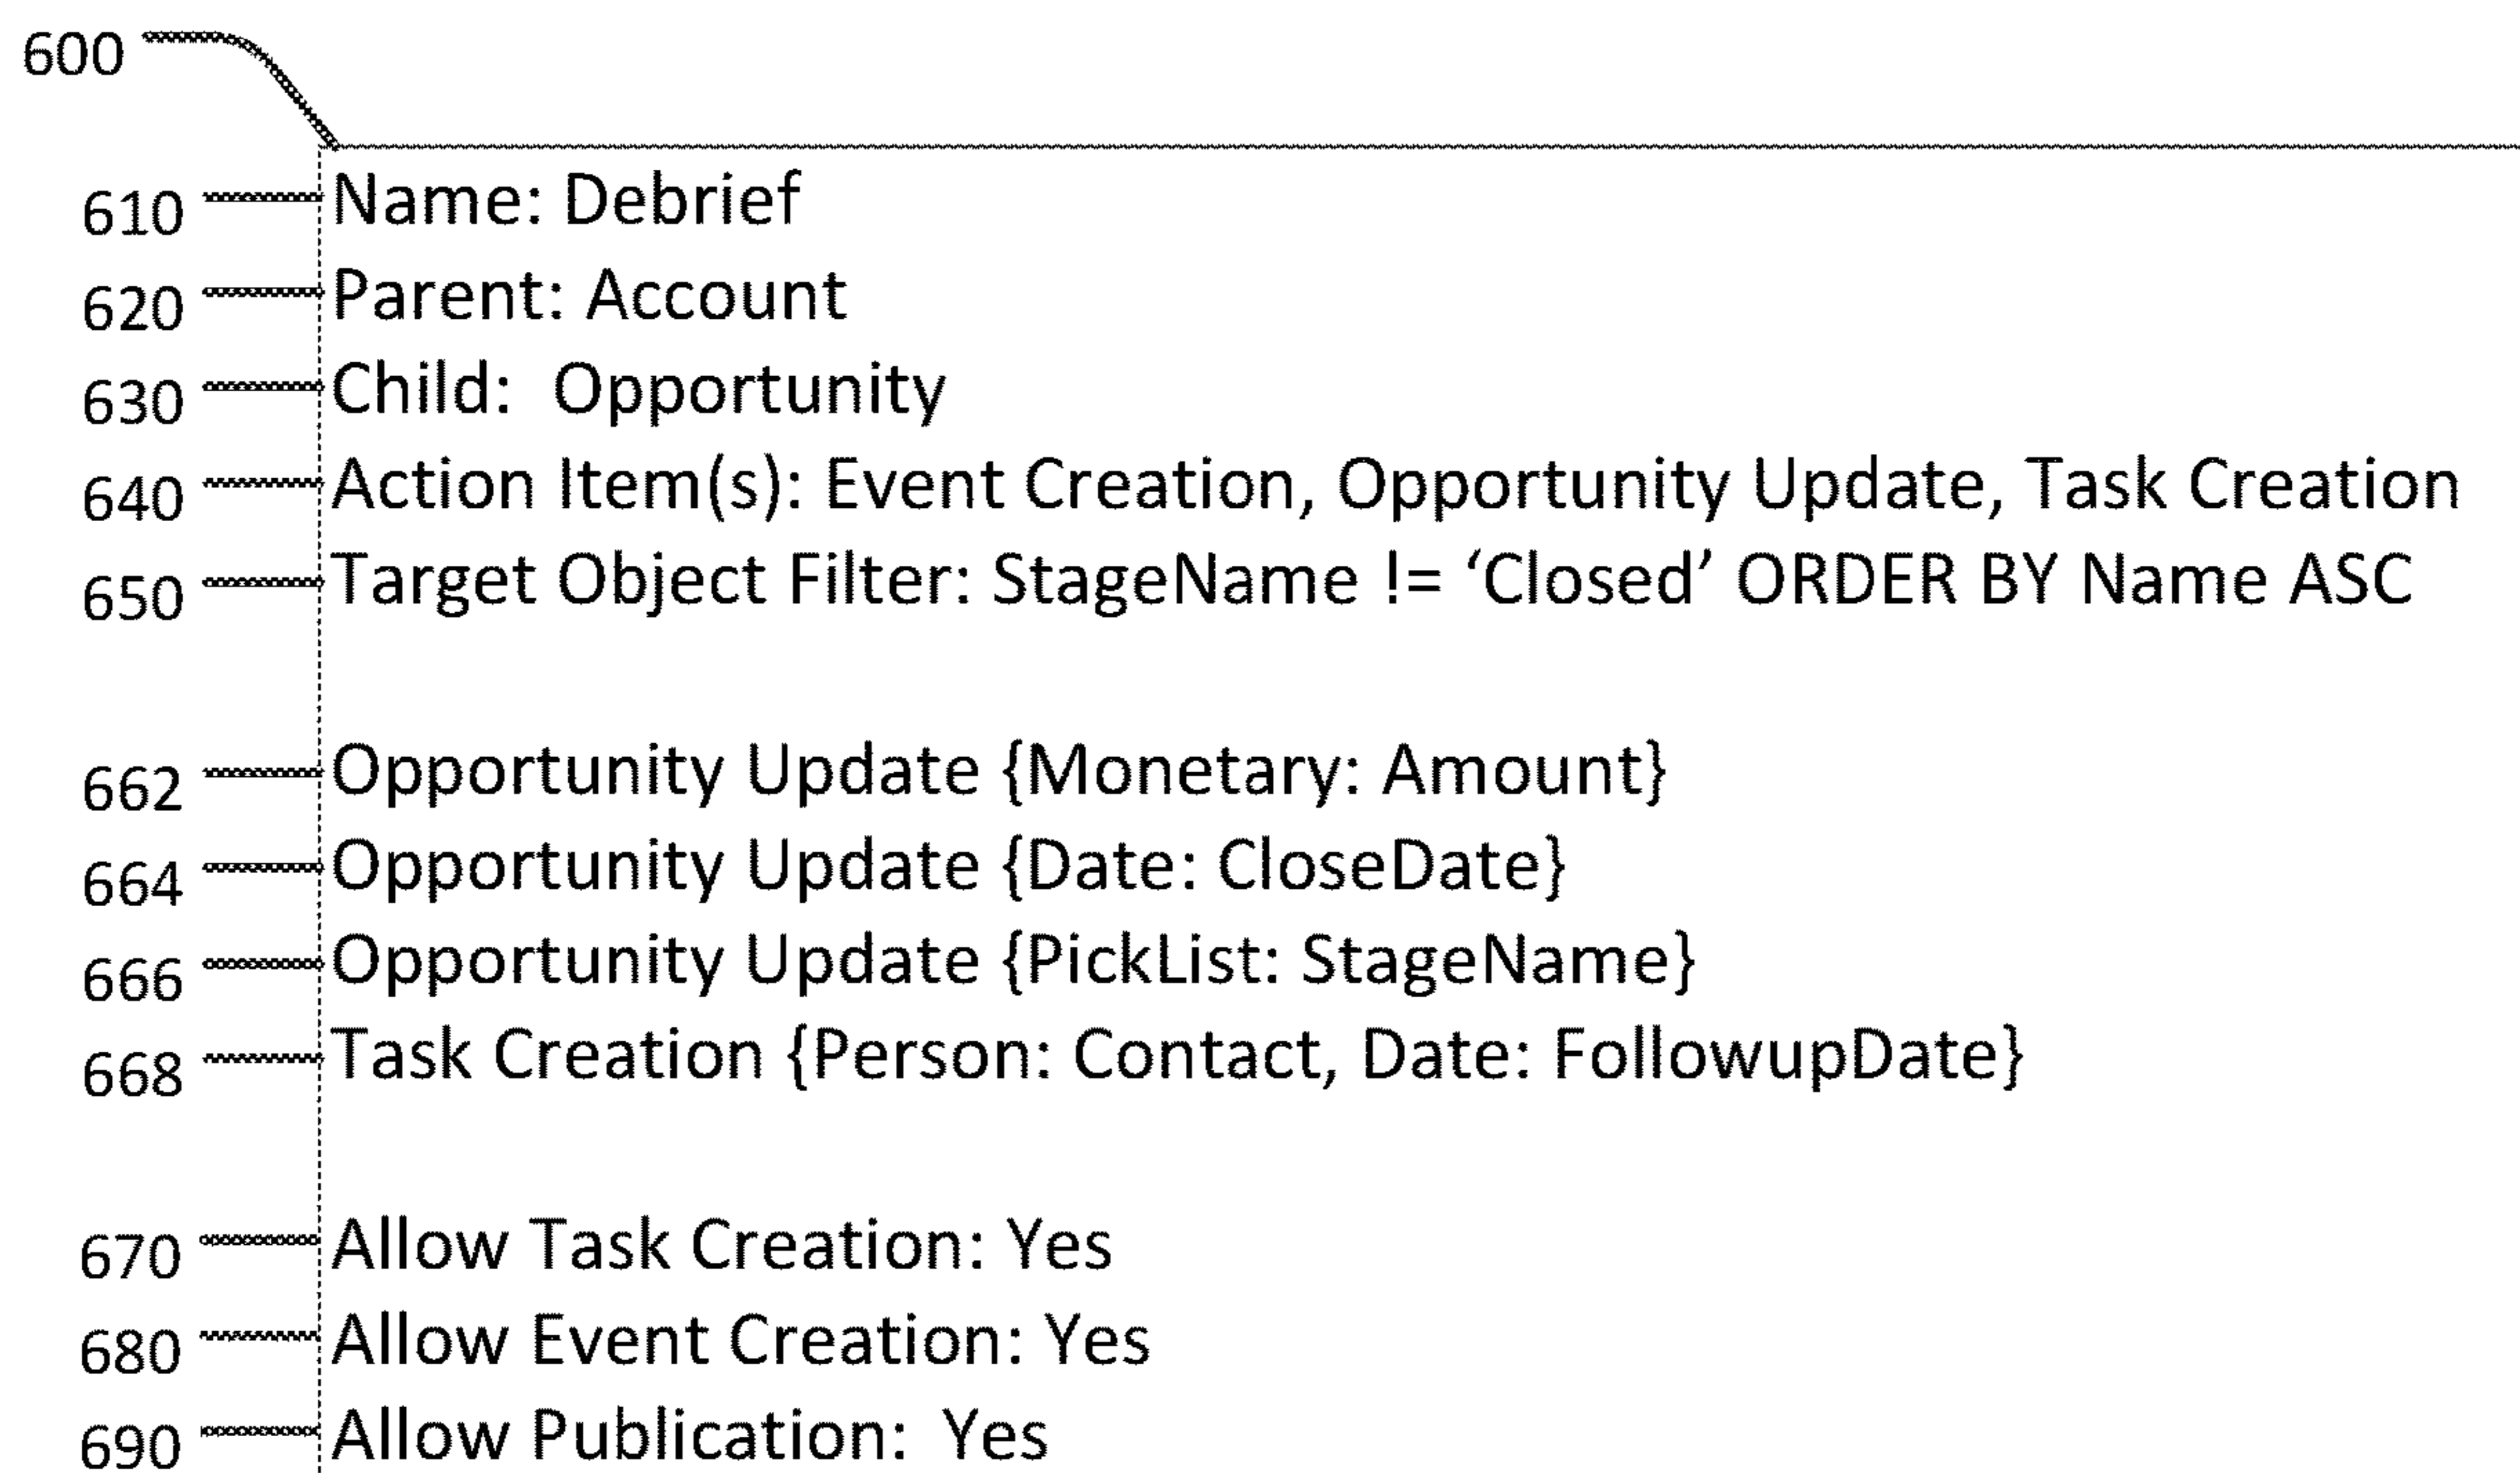 600
610 Name: Debrief
620 Parent: Account
630 Child: Opportunity
640 Action Item(s): Event Creation, Opportunity Update, Task Creation
650 Target Object Filter: StageName != ‘Closed’ ORDER BY Name ASC
662 Opportunity Update {Monetary: Amount}
664 Opportunity Update {Date: CloseDate}
666 Opportunity Update {PickList: StageName}
668 Task Creation {Person: Contact, Date: FollowupDate}
670 Allow Task Creation: Yes
680 Allow Event Creation: Yes
690 Allow Publication: Yes